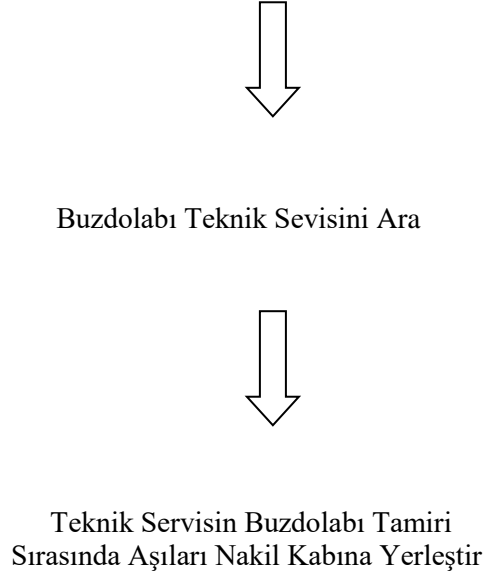 Buzdolabı Teknik Sevisini Ara
Teknik Servisin Buzdolabı Tamiri
Sırasında Aşıları Nakil Kabına Yerleştir